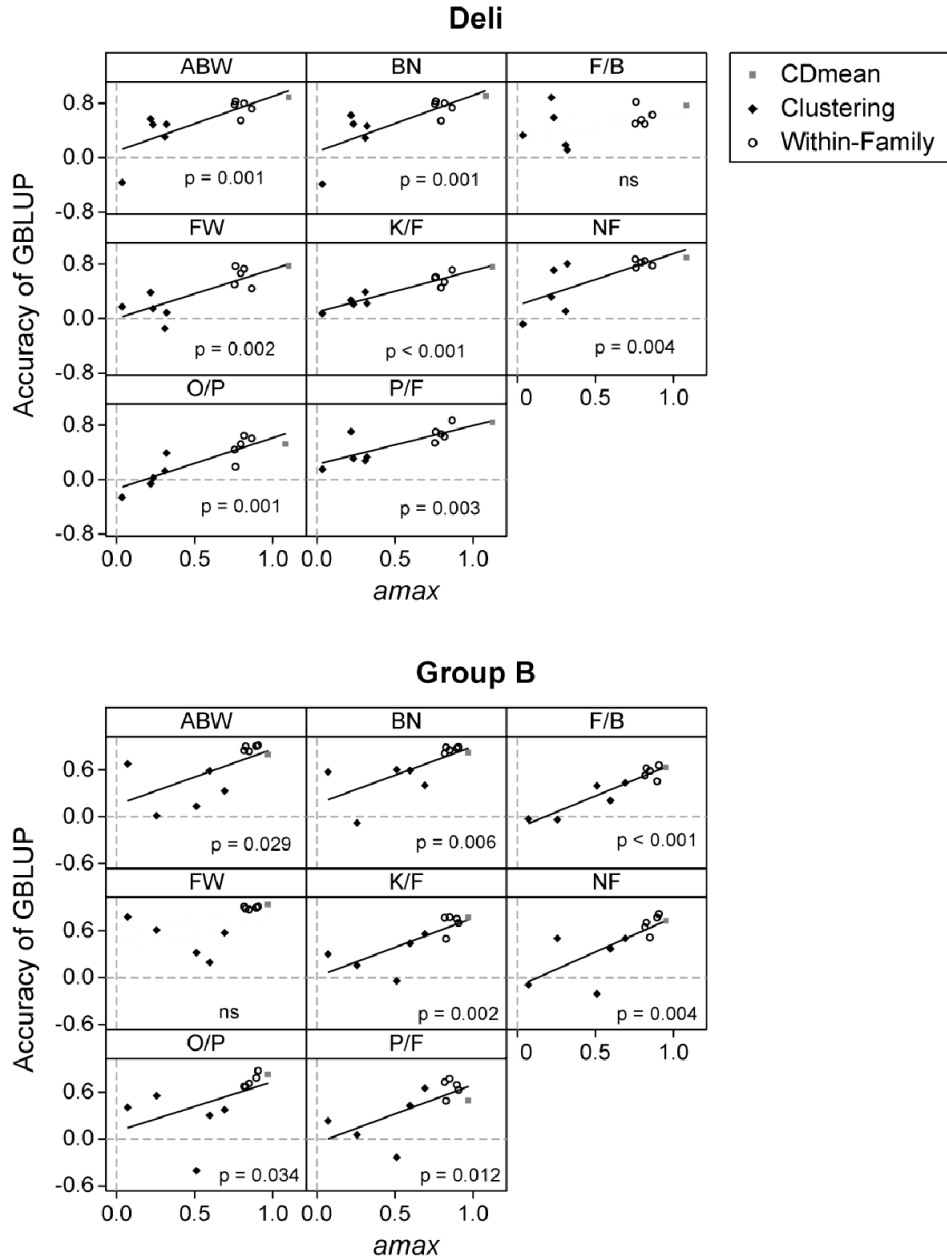 Deli
ABW BN F/B
CDmean
Clustering
Within-Family
0.8
0.0
-0.8
p = 0.001 p = 0.001 ns
FW K/F NF
0.8
0.0
-0.8
p = 0.002 p < 0.001 p = 0.004
O/P P/F
0 0.5 1.0
0.8
0.0
-0.8
p = 0.001 p = 0.003
0.0 0.5 1.0 0.0 0.5 1.0
Accuracy of GBLUP
amax
Group B
ABW BN F/B
0.6
0.0
-0.6
p = 0.029 p = 0.006 p < 0.001
FW K/F NF
0.6
0.0
-0.6
ns p = 0.002 p = 0.004
O/P P/F
0 0.5 1.0
0.6
0.0
-0.6
p = 0.034 p = 0.012
0.0 0.5 1.0 0.0 0.5 1.0
Accuracy of GBLUP
amax